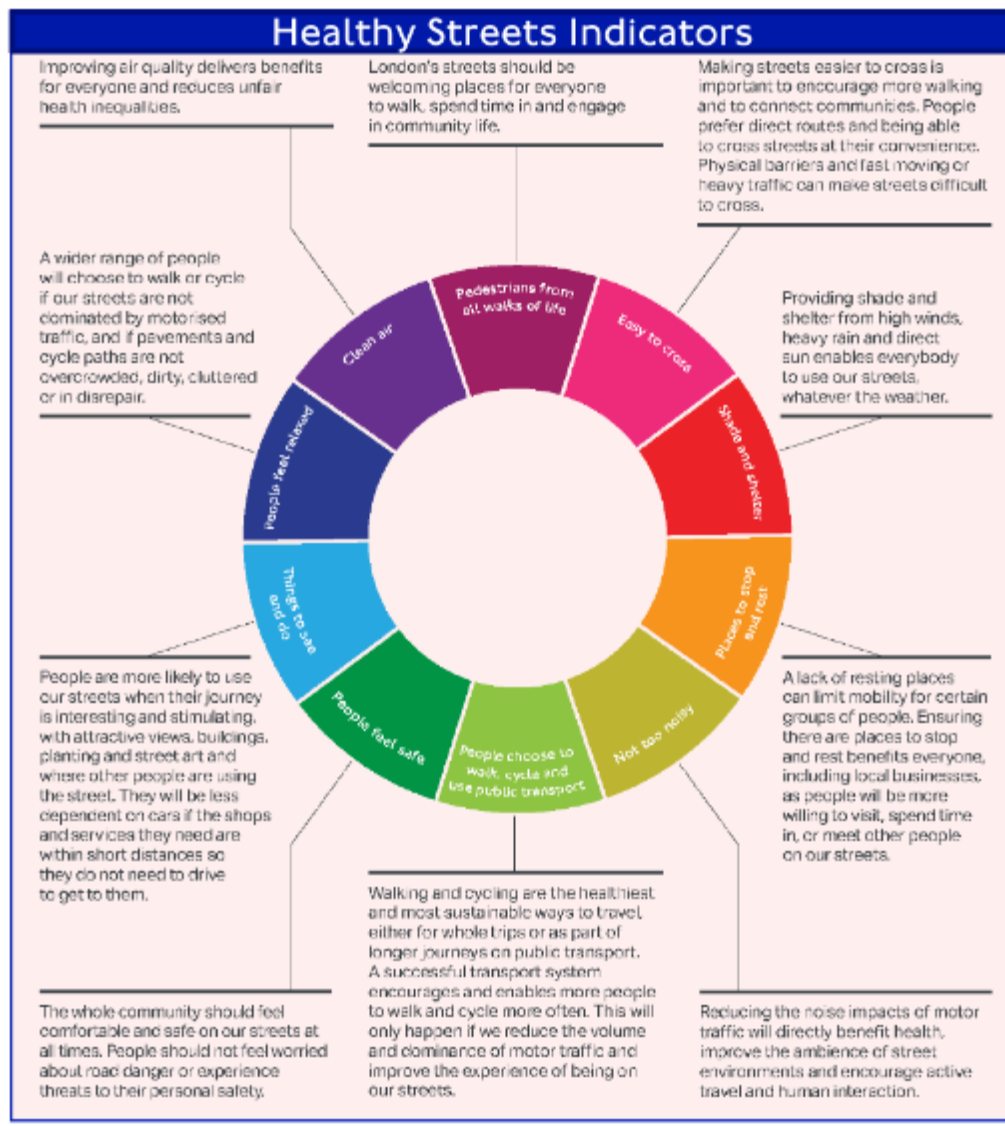 Healthy Streets Indicators
Improving air quality delivers benefits
for everyone and reduces unfair
health inequalities.
London's streets should be
welcoming places for everyone
to walk, spend time in and engage
in community life.
Making streets easier to cross is
important to encourage more walking
and to connect communities. People
prefer direct routes and being able
to cross streets at their convenience.
Physical barriers and fast moving or
heavy traffic can make streets difficult
to cross.
A wider range of people
will choose to walk or cycle
if our streets are not
dominated by motorised
traffic, and if pavements and
cycle paths are not
overcrowded, dirty, cluttered
or in disrepair.
Providing shade and
shelter from high winds,
heavy rain and direct
sun enables everybody
to use our streets,
whatever the weather.
Pedestrians from
all walks of life
Easy to cross
Shade and shelter
Places to stop
and rest
Not too noisy
People choose to
walk, cycle and
use public transport
People feel safe
Things to see
and do
People feel relaxed
Clean air
People are more likely to use
our streets when their journey
is interesting and stimulating,
with attractive views, buildings,
planting and street art and
where other people are using
the street. They will be less
dependent on cars if the shops
and services they need are
within short distances so
they do not need to drive
to get to them.
A lack of resting places
can limit mobility for certain
groups of people. Ensuring
there are places to stop
and rest benefits everyone,
including local businesses,
as people will be more
willing to visit, spend time
in, or meet other people
on our streets.
The whole community should feel
comfortable and safe on our streets at
all times. People should not feel worried
about road danger or experience
threats to their personal safety.
Walking and cycling are the healthiest
and most sustainable ways to travel,
either for whole trips or as part of
longer journeys on public transport.
A successful transport system
encourages and enables more people
to walk and cycle more often. This will
only happen if we reduce the volume
and dominance of motor traffic and
improve the experience of being on
our streets.
Reducing the noise impacts of motor
traffic will directly benefit health,
improve the ambience of street
environments and encourage active
travel and human interaction.